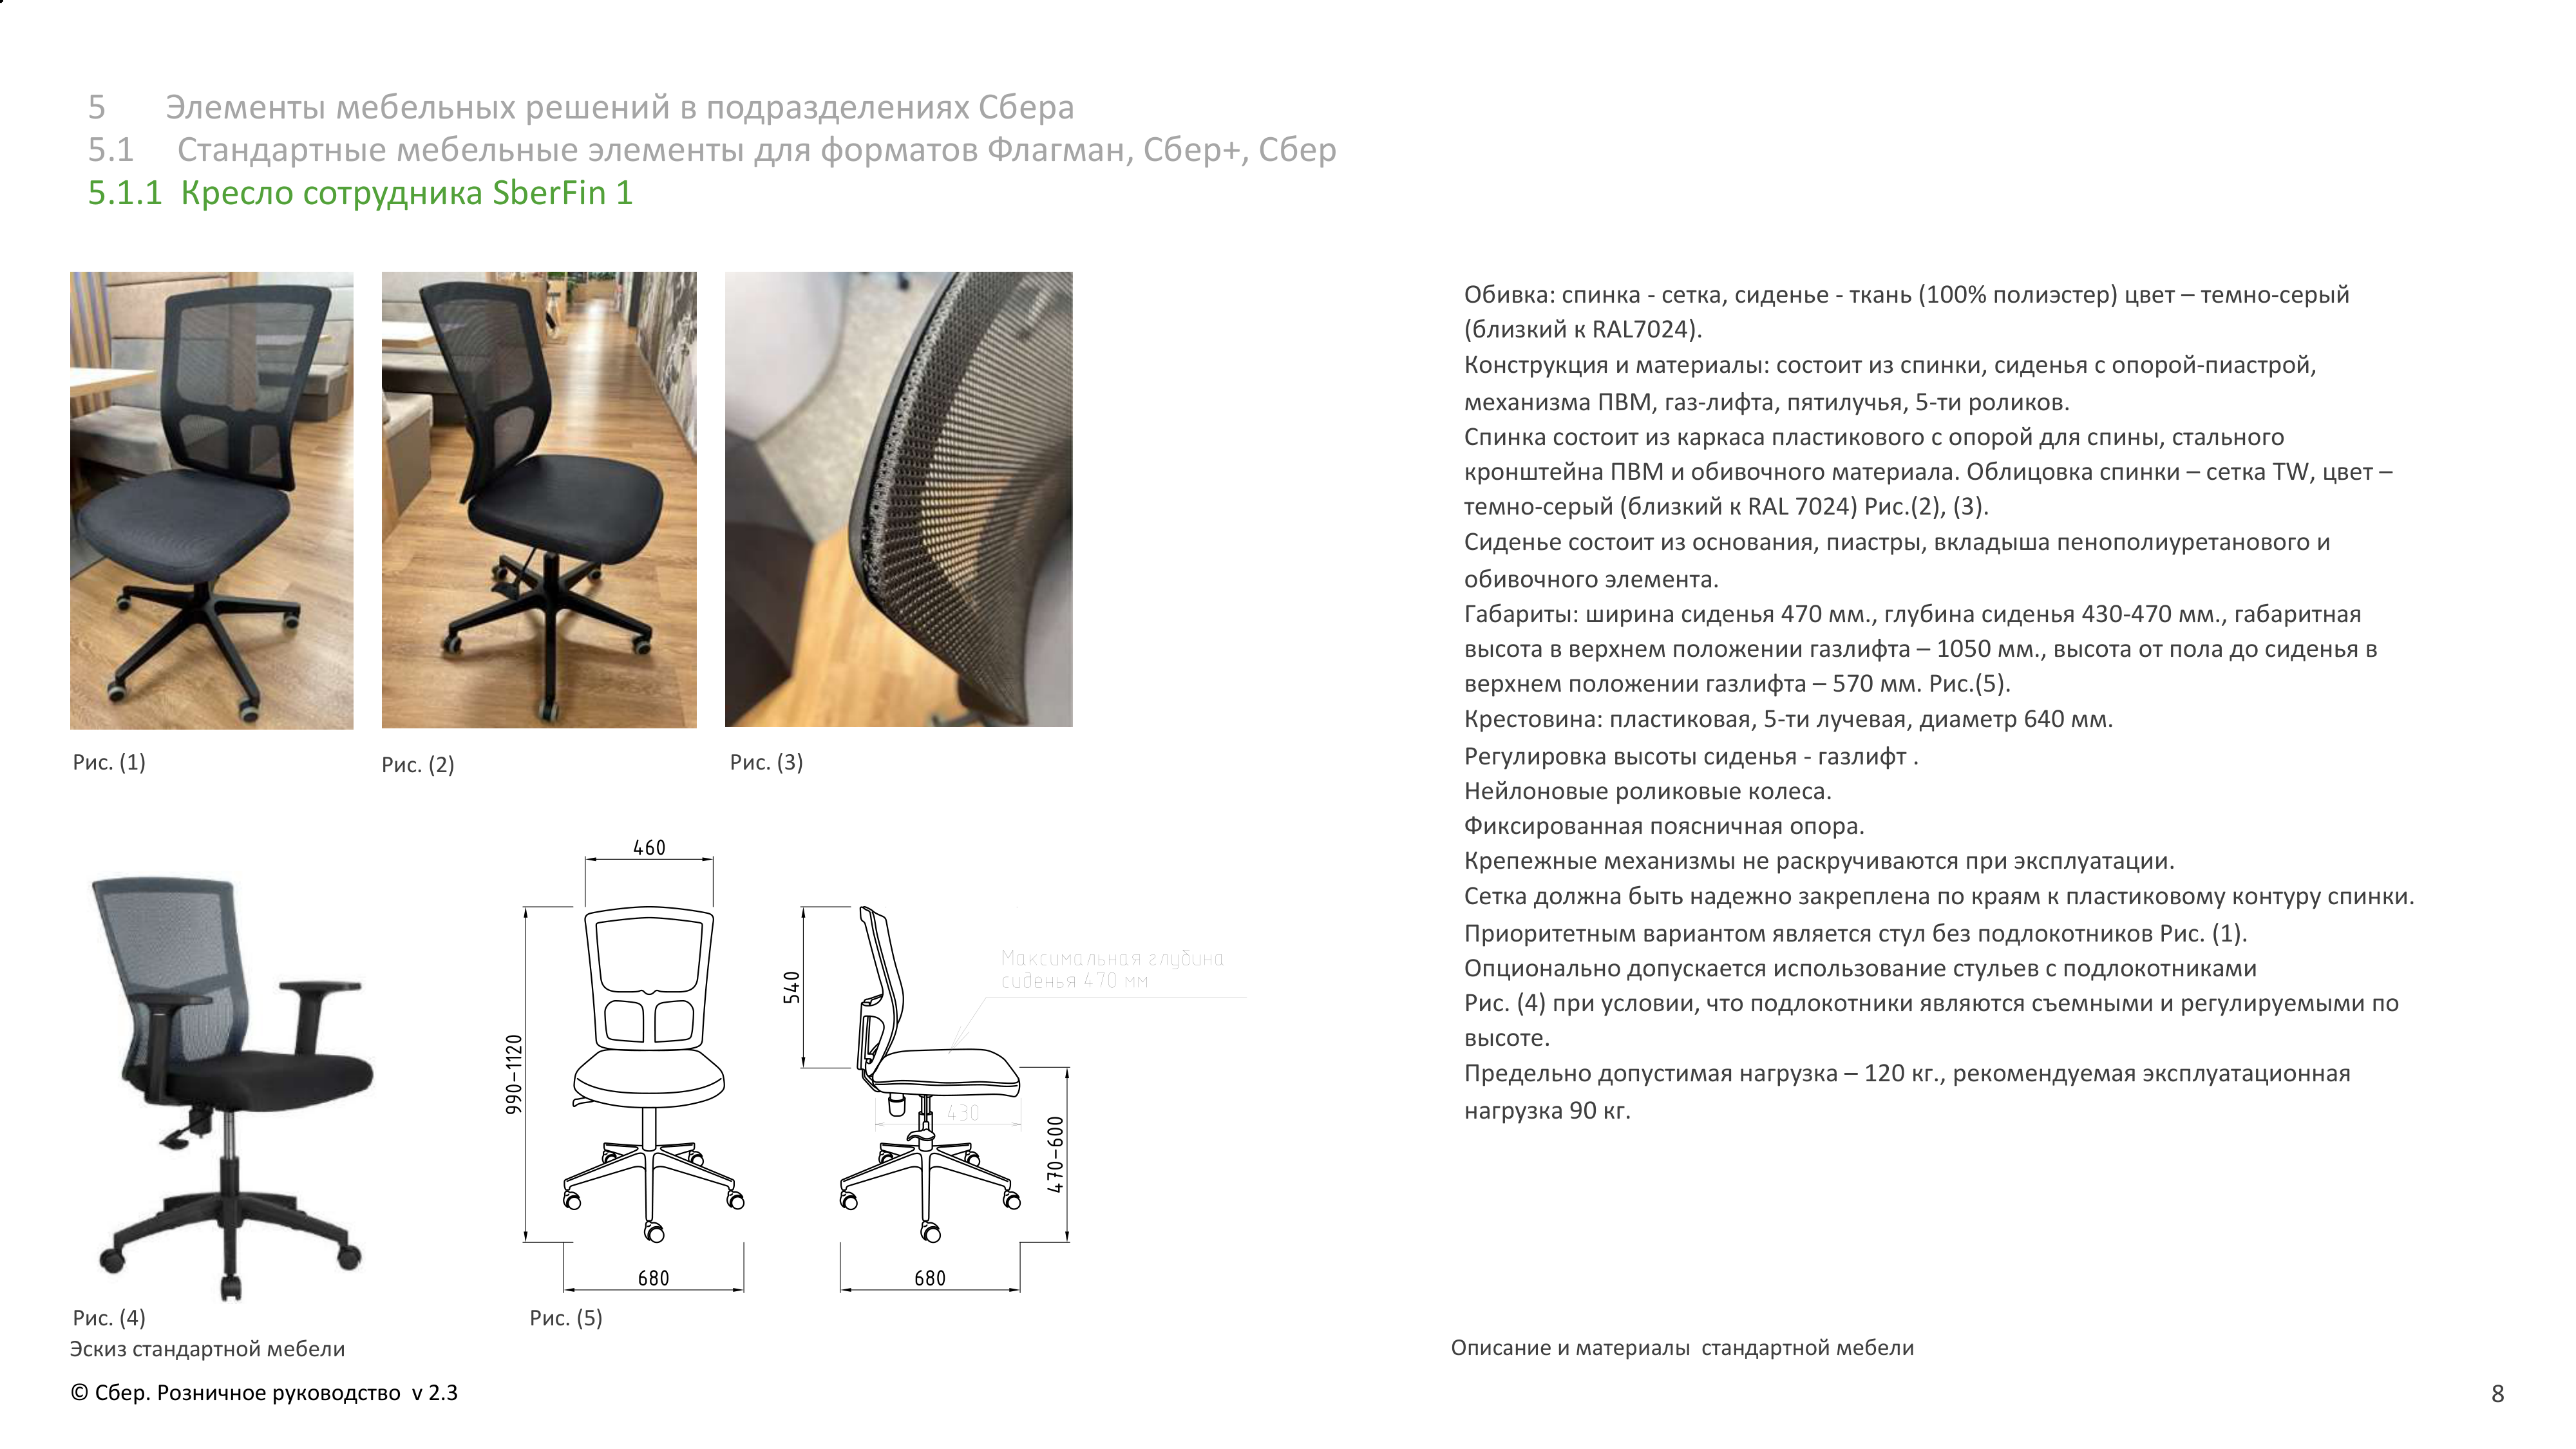 5 Элементы мебельных решений в подразделениях Сбера
5.1 Стандартные мебельные элементы для форматов Флагман, Сбер+, Сбер
5.1.1 Кресло сотрудника SberFin 1
Рис. (1)
Рис. (2)
Рис. (3)
460
990-1120
680
540
Максимальная глубина
сиденья 470 мм
430
470-600
680
Рис. (4)
Рис. (5)
Эскиз стандартной мебели
Обивка: спинка - сетка, сиденье - ткань (100% полиэстер) цвет – темно-серый
(близкий к RAL7024).
Конструкция и материалы: состоит из спинки, сиденья с опорой-пиастрой,
механизма ПВМ, газ-лифта, пятилучья, 5-ти роликов.
Спинка состоит из каркаса пластикового с опорой для спины, стального
кронштейна ПВМ и обивочного материала. Облицовка спинки – сетка TW, цвет –
темно-серый (близкий к RAL 7024) Рис.(2), (3).
Сиденье состоит из основания, пиастры, вкладыша пенополиуретанового и
обивочного элемента.
Габариты: ширина сиденья 470 мм., глубина сиденья 430-470 мм., габаритная
высота в верхнем положении газлифта – 1050 мм., высота от пола до сиденья в
верхнем положении газлифта – 570 мм. Рис.(5).
Крестовина: пластиковая, 5-ти лучевая, диаметр 640 мм.
Регулировка высоты сиденья - газлифт .
Нейлоновые роликовые колеса.
Фиксированная поясничная опора.
Крепежные механизмы не раскручиваются при эксплуатации.
Сетка должна быть надежно закреплена по краям к пластиковому контуру спинки.
Приоритетным вариантом является стул без подлокотников Рис. (1).
Опционально допускается использование стульев с подлокотниками
Рис. (4) при условии, что подлокотники являются съемными и регулируемыми по
высоте.
Предельно допустимая нагрузка – 120 кг., рекомендуемая эксплуатационная
нагрузка 90 кг.
Описание и материалы стандартной мебели
© Сбер. Розничное руководство v 2.3
8